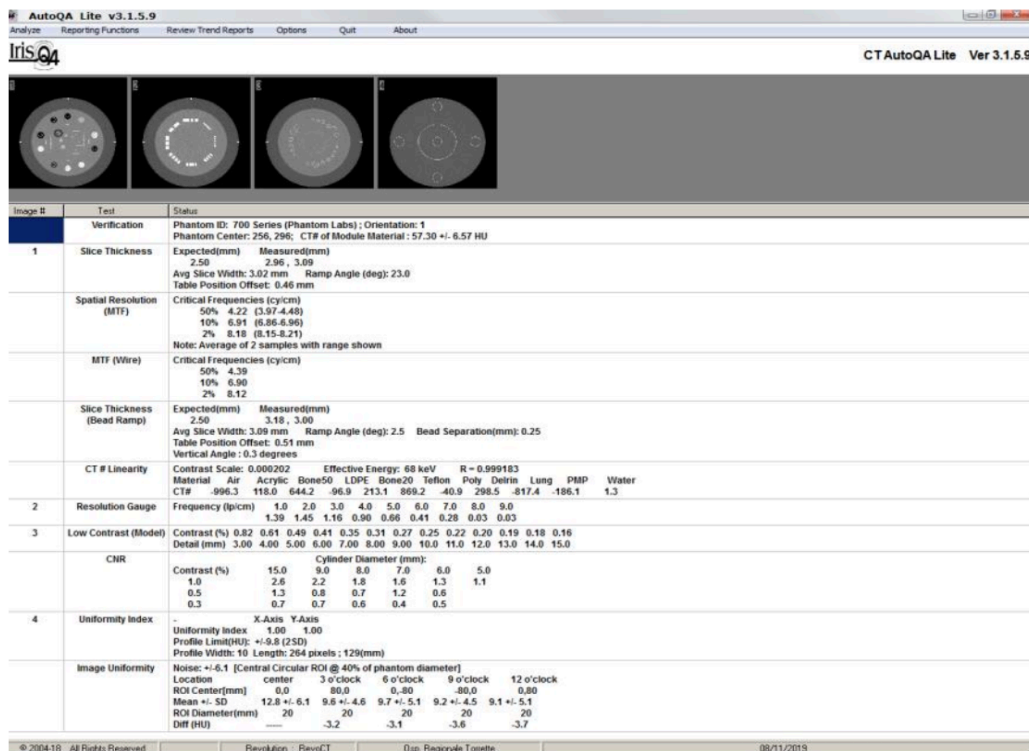 AutoQA Lite v3.1.5.9
Analyze Reporting Functions Review Trend Reports Options Quit About
Iris QA
CT AutoQA Lite Ver 3.1.5.9
Image # Test Status
Verification Phantom ID: 700 Series (Phantom Labs) ; Orientation: 1
Phantom Center: 256, 296; CT# of Module Material : 57.30 +/- 6.57 HU
1 Slice Thickness Expected(mm) Measured(mm)
2.50 2.96 , 3.09
Avg Slice Width: 3.02 mm Ramp Angle (deg): 23.0
Table Position Offset: 0.46 mm
Spatial Resolution Critical Frequencies (cy/cm)
(MTF) 50% 4.22 (3.97-4.48)
10% 6.91 (6.86-6.96)
2% 8.18 (8.15-8.21)
Note: Average of 2 samples with range shown
MTF (Wire) Critical Frequencies (cy/cm)
50% 4.39
10% 6.90
2% 8.12
Slice Thickness Expected(mm) Measured(mm)
(Bead Ramp) 2.50 3.18 , 3.00
Avg Slice Width: 3.09 mm Ramp Angle (deg): 2.5 Bead Separation(mm): 0.25
Table Position Offset: 0.51 mm
Vertical Angle : 0.3 degrees
CT # Linearity Contrast Scale: 0.000202 Effective Energy: 68 keV R = 0.999183
Material Air Acrylic Bone50 LDPE Bone20 Teflon Poly Delrin Lung PMP Water
CT# -996.3 118.0 644.2 -96.9 213.1 869.2 -40.9 298.5 -817.4 -186.1 1.3
2 Resolution Gauge Frequency (lp/cm) 1.0 2.0 3.0 4.0 5.0 6.0 7.0 8.0 9.0
1.39 1.45 1.16 0.90 0.66 0.41 0.28 0.03 0.03
3 Low Contrast (Model) Contrast (%) 0.82 0.61 0.49 0.41 0.35 0.31 0.27 0.25 0.22 0.20 0.19 0.18 0.16
Detail (mm) 3.00 4.00 5.00 6.00 7.00 8.00 9.00 10.0 11.0 12.0 13.0 14.0 15.0
CNR Cylinder Diameter (mm):
Contrast (%) 15.0 9.0 8.0 7.0 6.0 5.0
1.0 2.6 2.2 1.8 1.6 1.3 1.1
0.5 1.3 0.8 0.7 1.2 0.6
0.3 0.7 0.7 0.6 0.4 0.5
4 Uniformity Index - X-Axis Y-Axis
Uniformity Index 1.00 1.00
Profile Limit(HU): +/-9.8 (2SD)
Profile Width: 10 Length: 264 pixels ; 129(mm)
Image Uniformity Noise: +/-6.1 [Central Circular ROI @ 40% of phantom diameter]
Location center 3 o'clock 6 o'clock 9 o'clock 12 o'clock
ROI Center[mm] 0,0 80,0 0,-80 -80,0 0,80
Mean +/- SD 12.8 +/- 6.1 9.6 +/- 4.6 9.7 +/- 5.1 9.2 +/- 4.5 9.1 +/- 5.1
ROI Diameter(mm) 20 20 20 20 20
Diff (HU) ----- -3.2 -3.1 -3.6 -3.7
© 2004-18 All Rights Reserved Revolution : RevoCT Osp. Regionale Torrette 08/11/2019